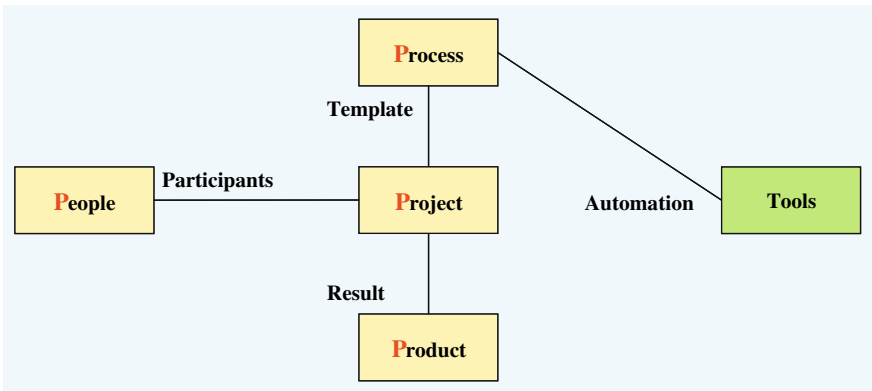 Process
Template
Participants
People
Project
Automation
Tools
Result
Product